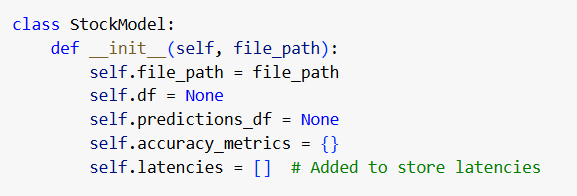 class StockModel:
    def __init__(self, file_path):
        self.file_path = file_path
        self.df = None
        self.predictions_df = None
        self.accuracy_metrics = {}
        self.latencies = []  # Added to store latencies